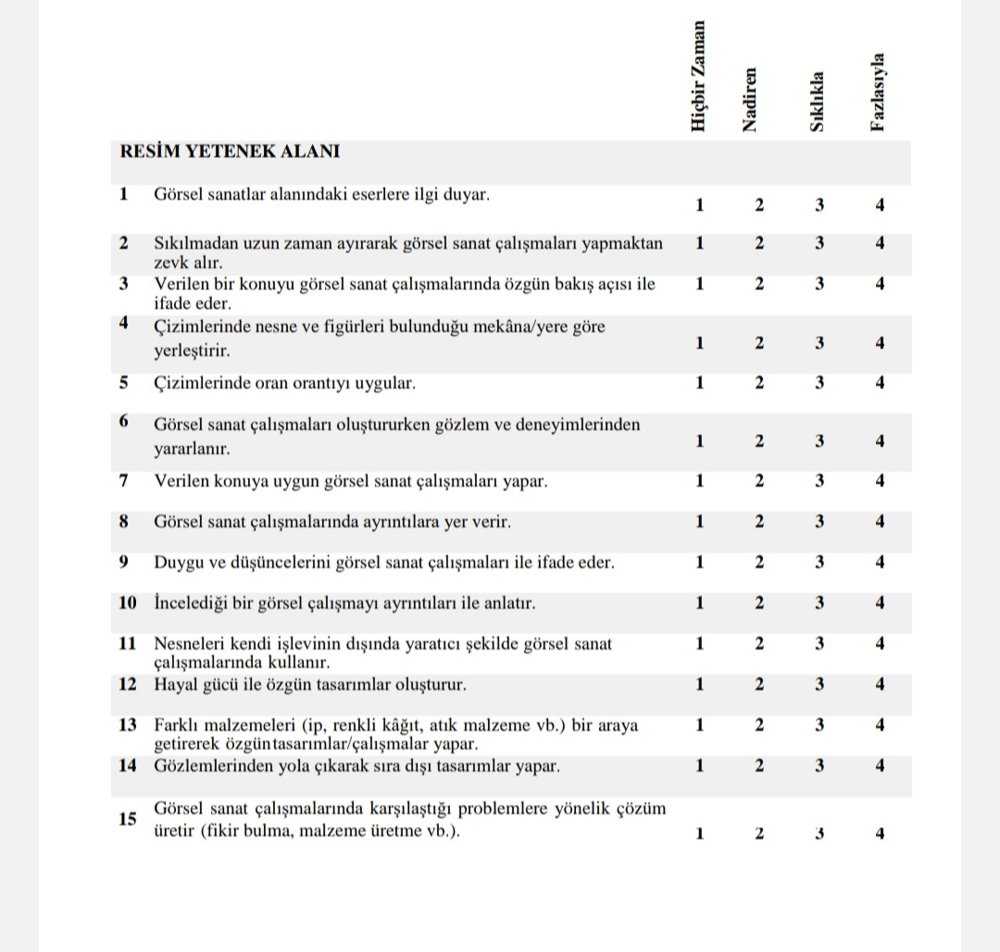 Hiçbir Zaman
Nadiren
Sıklıkla
Fazlasıyla
RESİM YETENEK ALANI
1 Görsel sanatlar alanındaki eserlere ilgi duyar.
1 2 3 4
2 Sıkılmadan uzun zaman ayırarak görsel sanat çalışmaları yapmaktan 1 2 3 4
zevk alır.
3 Verilen bir konuyu görsel sanat çalışmalarında özgün bakış açısı ile 1 2 3 4
ifade eder.
4 Çizimlerinde nesne ve figürleri bulunduğu mekâna/yere göre
yerleştirir. 1 2 3 4
5 Çizimlerinde oran orantıyı uygular. 1 2 3 4
6 Görsel sanat çalışmaları oluştururken gözlem ve deneyimlerinden
yararlanır. 1 2 3 4
7 Verilen konuya uygun görsel sanat çalışmaları yapar. 1 2 3 4
8 Görsel sanat çalışmalarında ayrıntılara yer verir. 1 2 3 4
9 Duygu ve düşüncelerini görsel sanat çalışmaları ile ifade eder. 1 2 3 4
10 İncelediği bir görsel çalışmayı ayrıntıları ile anlatır. 1 2 3 4
11 Nesneleri kendi işlevinin dışında yaratıcı şekilde görsel sanat 1 2 3 4
çalışmalarında kullanır.
12 Hayal gücü ile özgün tasarımlar oluşturur. 1 2 3 4
13 Farklı malzemeleri (ip, renkli kâğıt, atık malzeme vb.) bir araya 1 2 3 4
getirerek özgün tasarımlar/çalışmalar yapar.
14 Gözlemlerinden yola çıkarak sıra dışı tasarımlar yapar. 1 2 3 4
15 Görsel sanat çalışmalarında karşılaştığı problemlere yönelik çözüm
üretir (fikir bulma, malzeme üretme vb.). 1 2 3 4